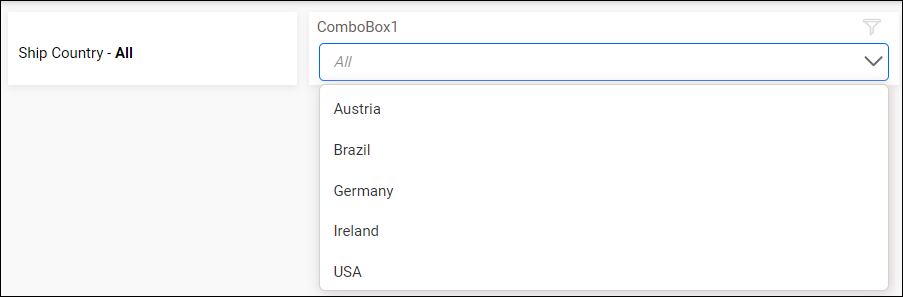 Ship Country - All
ComboBox1
All
Austria
Brazil
Germany
Ireland
USA